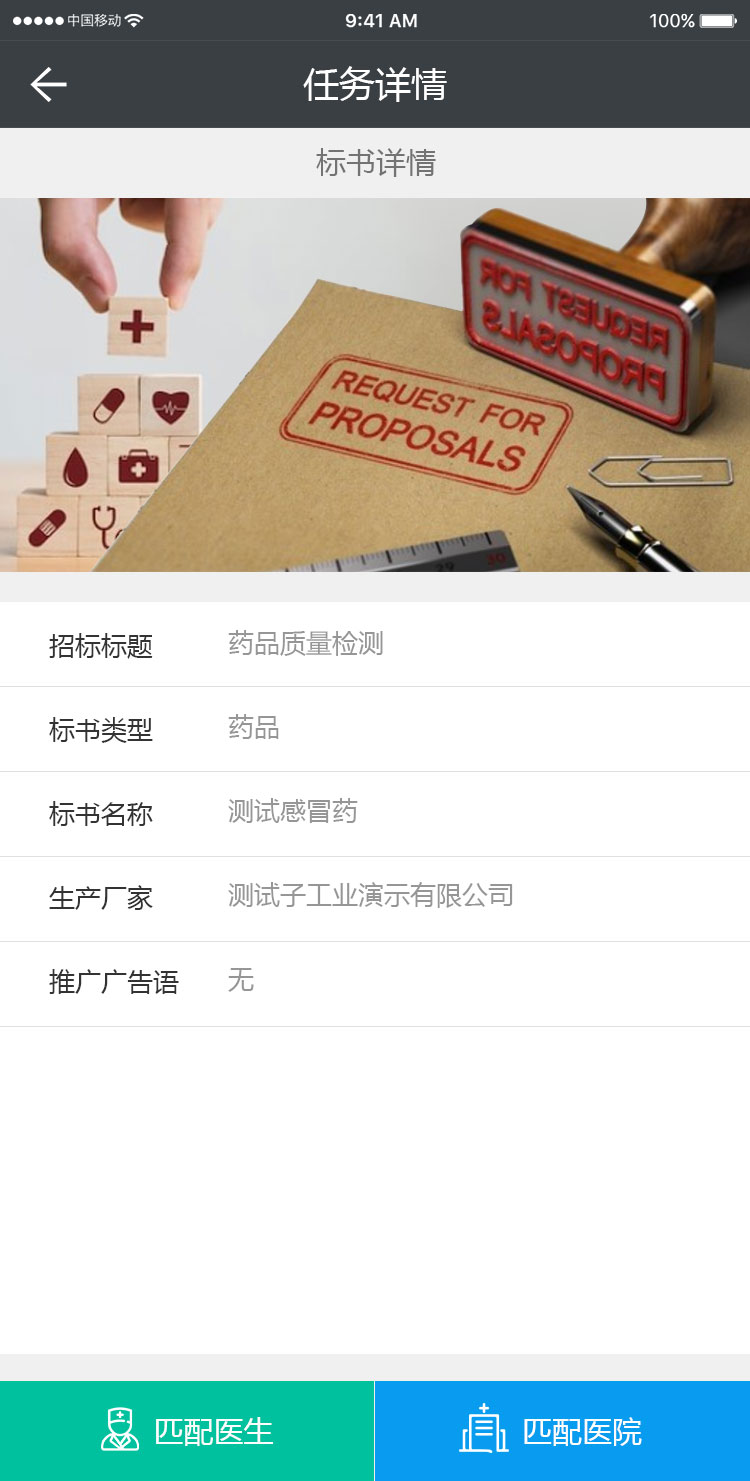 中国移动
9:41 AM
100%
任务详情
标书详情
REQUEST FOR
PROPOSALS
REQUEST FOR
PROPOSALS
29
30
招标标题
药品质量检测
标书类型
药品
标书名称
测试感冒药
生产厂家
测试子工业演示有限公司
推广广告语
无
匹配医生
匹配医院